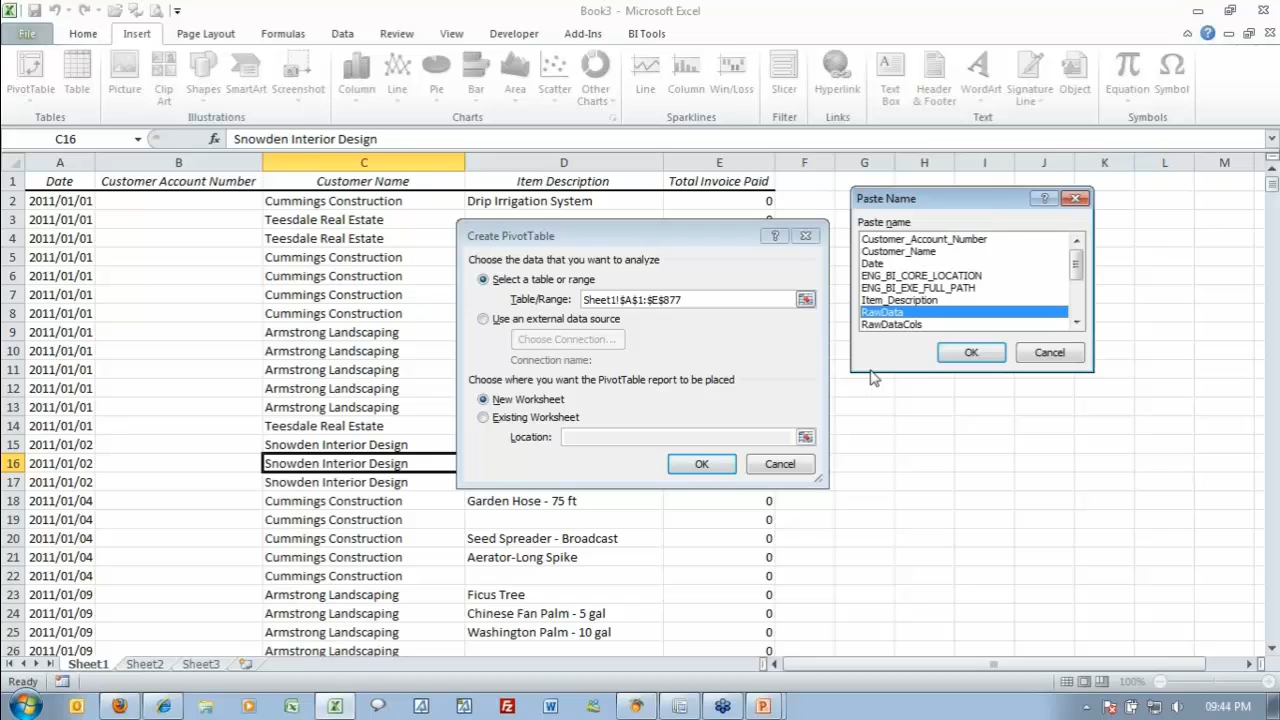 Book3 - Microsoft Excel
File Home Insert Page Layout Formulas Data Review View Developer Add-Ins BI Tools
PivotTable Table Picture Clip Art Shapes SmartArt Screenshot Column Line Pie Bar Area Scatter Other Charts Line Column Win/Loss Slicer Hyperlink Text Box Header & Footer WordArt Signature Line Object Equation Symbol
Tables Illustrations Charts Sparklines Filter Links Text Symbols
C16 fx Snowden Interior Design
A B C D E F G H I J K L M
1 Date Customer Account Number Customer Name Item Description Total Invoice Paid
2 2011/01/01 Cummings Construction Drip Irrigation System 0
3 2011/01/01 Teesdale Real Estate 0
4 2011/01/01 Teesdale Real Estate
5 2011/01/01 Cummings Construction
6 2011/01/01 Cummings Construction
7 2011/01/01 Cummings Construction
8 2011/01/01 Cummings Construction
9 2011/01/01 Armstrong Landscaping
10 2011/01/01 Armstrong Landscaping
11 2011/01/01 Armstrong Landscaping
12 2011/01/01 Armstrong Landscaping
13 2011/01/01 Armstrong Landscaping
14 2011/01/01 Teesdale Real Estate
15 2011/01/02 Snowden Interior Design
16 2011/01/02 Snowden Interior Design
17 2011/01/02 Snowden Interior Design
18 2011/01/04 Cummings Construction Garden Hose - 75 ft 0
19 2011/01/04 Cummings Construction 0
20 2011/01/04 Cummings Construction Seed Spreader - Broadcast 0
21 2011/01/04 Cummings Construction Aerator-Long Spike 0
22 2011/01/04 Cummings Construction 0
23 2011/01/09 Armstrong Landscaping Ficus Tree 0
24 2011/01/09 Armstrong Landscaping Chinese Fan Palm - 5 gal 0
25 2011/01/09 Armstrong Landscaping Washington Palm - 10 gal 0
26 2011/01/09 Armstrong Landscaping 0
Create PivotTable
Choose the data that you want to analyze
Select a table or range
Table/Range: Sheet1!$A$1:$E$877
Use an external data source
Choose Connection...
Connection name:
Choose where you want the PivotTable report to be placed
New Worksheet
Existing Worksheet
Location:
OK Cancel
Paste Name
Paste name
Customer_Account_Number
Customer_Name
Date
ENG_BI_CORE_LOCATION
ENG_BI_EXE_FULL_PATH
Item_Description
RawData
RawDataCols
OK Cancel
Sheet1 Sheet2 Sheet3
Ready 100%
09:44 PM